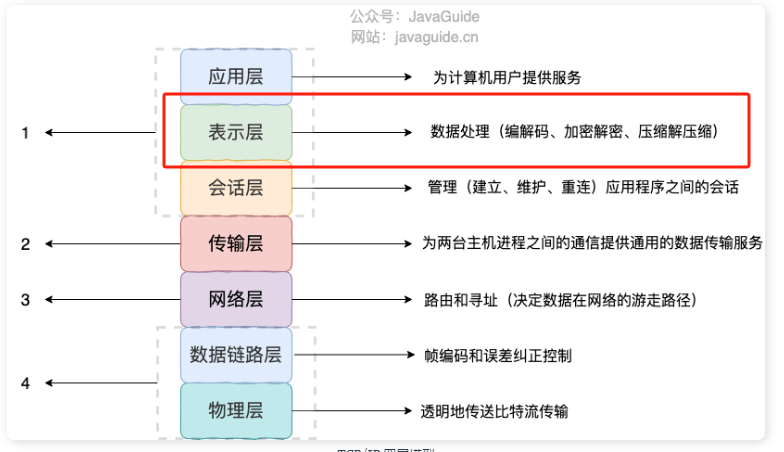 公众号：JavaGuide
网站：javaguide.cn
应用层
为计算机用户提供服务
1
表示层
数据处理（编解码、加密解密、压缩解压缩）
会话层
管理（建立、维护、重连）应用程序之间的会话
2
传输层
为两台主机进程之间的通信提供通用的数据传输服务
3
网络层
路由和寻址（决定数据在网络的游走路径）
数据链路层
帧编码和误差纠正控制
4
物理层
透明地传送比特流传输
TCP/IP 四层模型